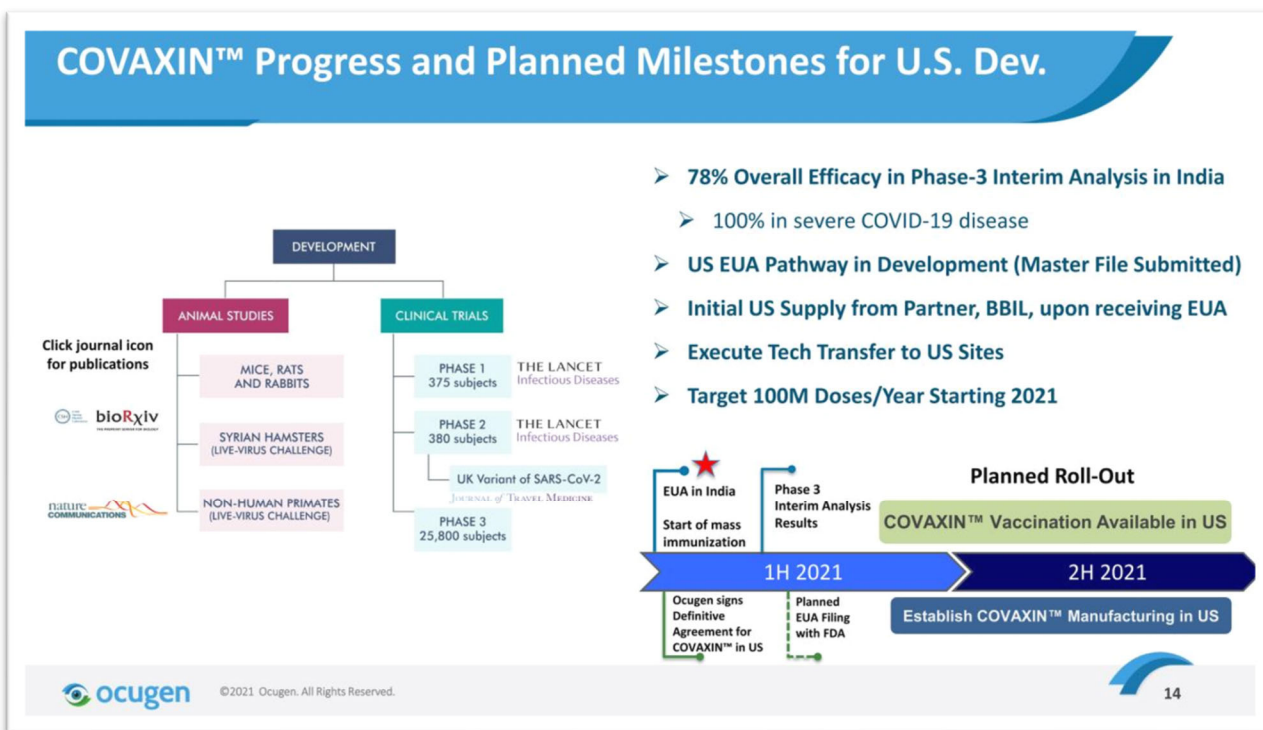 COVAXIN™ Progress and Planned Milestones for U.S. Dev.
DEVELOPMENT
ANIMAL STUDIES
CLINICAL TRIALS
Click journal icon
for publications
MICE, RATS
AND RABBITS
bioRxiv
SYRIAN HAMSTERS
(LIVE-VIRUS CHALLENGE)
nature
COMMUNICATIONS
NON-HUMAN PRIMATES
(LIVE-VIRUS CHALLENGE)
PHASE 1
375 subjects
THE LANCET
Infectious Diseases
PHASE 2
380 subjects
THE LANCET
Infectious Diseases
UK Variant of SARS-CoV-2
JOURNAL of TRAVEL MEDICINE
PHASE 3
25,800 subjects
➢ 78% Overall Efficacy in Phase-3 Interim Analysis in India
➢ 100% in severe COVID-19 disease
➢ US EUA Pathway in Development (Master File Submitted)
➢ Initial US Supply from Partner, BBIL, upon receiving EUA
➢ Execute Tech Transfer to US Sites
➢ Target 100M Doses/Year Starting 2021
EUA in India
Start of mass
immunization
Phase 3
Interim Analysis
Results
Planned Roll-Out
COVAXIN™ Vaccination Available in US
1H 2021
2H 2021
Ocugen signs
Definitive
Agreement for
COVAXIN™ in US
Planned
EUA Filing
with FDA
Establish COVAXIN™ Manufacturing in US
ocugen
©2021 Ocugen. All Rights Reserved.
14